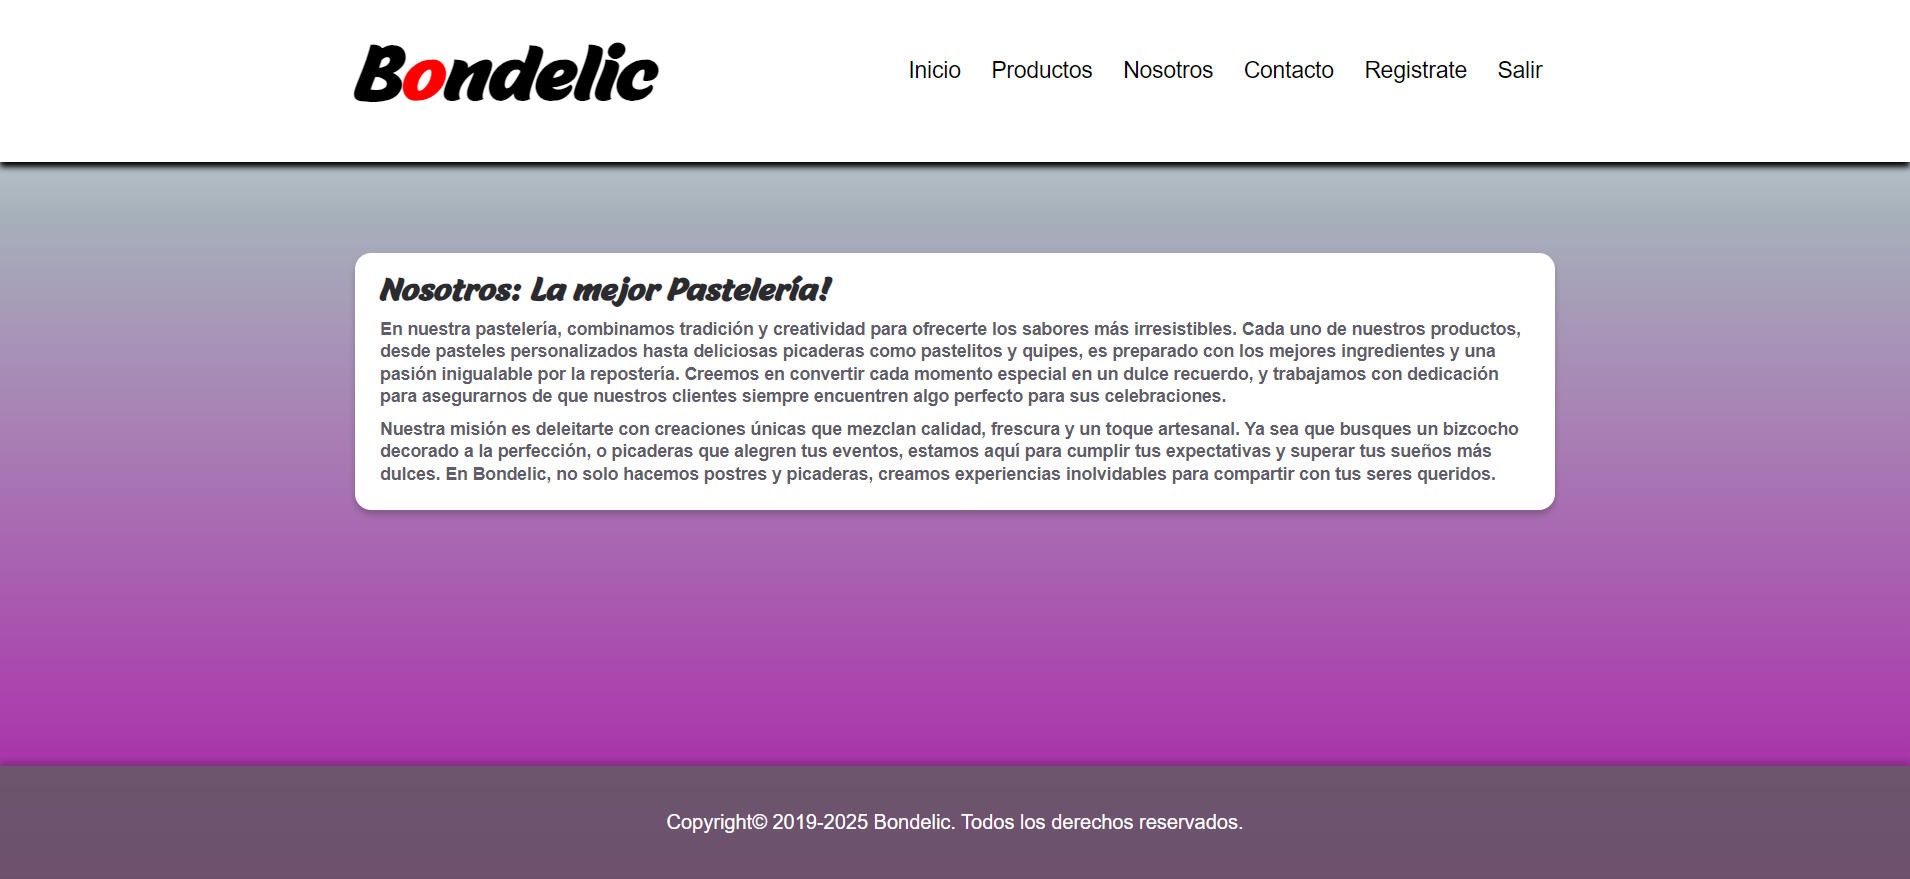 Bondelic
Inicio Productos Nosotros Contacto Registrate Salir
Nosotros: La mejor Pastelería!
En nuestra pastelería, combinamos tradición y creatividad para ofrecerte los sabores más irresistibles. Cada uno de nuestros productos,
desde pasteles personalizados hasta deliciosas picaderas como pastelitos y quipes, es preparado con los mejores ingredientes y una
pasión inigualable por la repostería. Creemos en convertir cada momento especial en un dulce recuerdo, y trabajamos con dedicación
para asegurarnos de que nuestros clientes siempre encuentren algo perfecto para sus celebraciones.
Nuestra misión es deleitarte con creaciones únicas que mezclan calidad, frescura y un toque artesanal. Ya sea que busques un bizcocho
decorado a la perfección, o picaderas que alegren tus eventos, estamos aquí para cumplir tus expectativas y superar tus sueños más
dulces. En Bondelic, no solo hacemos postres y picaderas, creamos experiencias inolvidables para compartir con tus seres queridos.
Copyright© 2019-2025 Bondelic. Todos los derechos reservados.